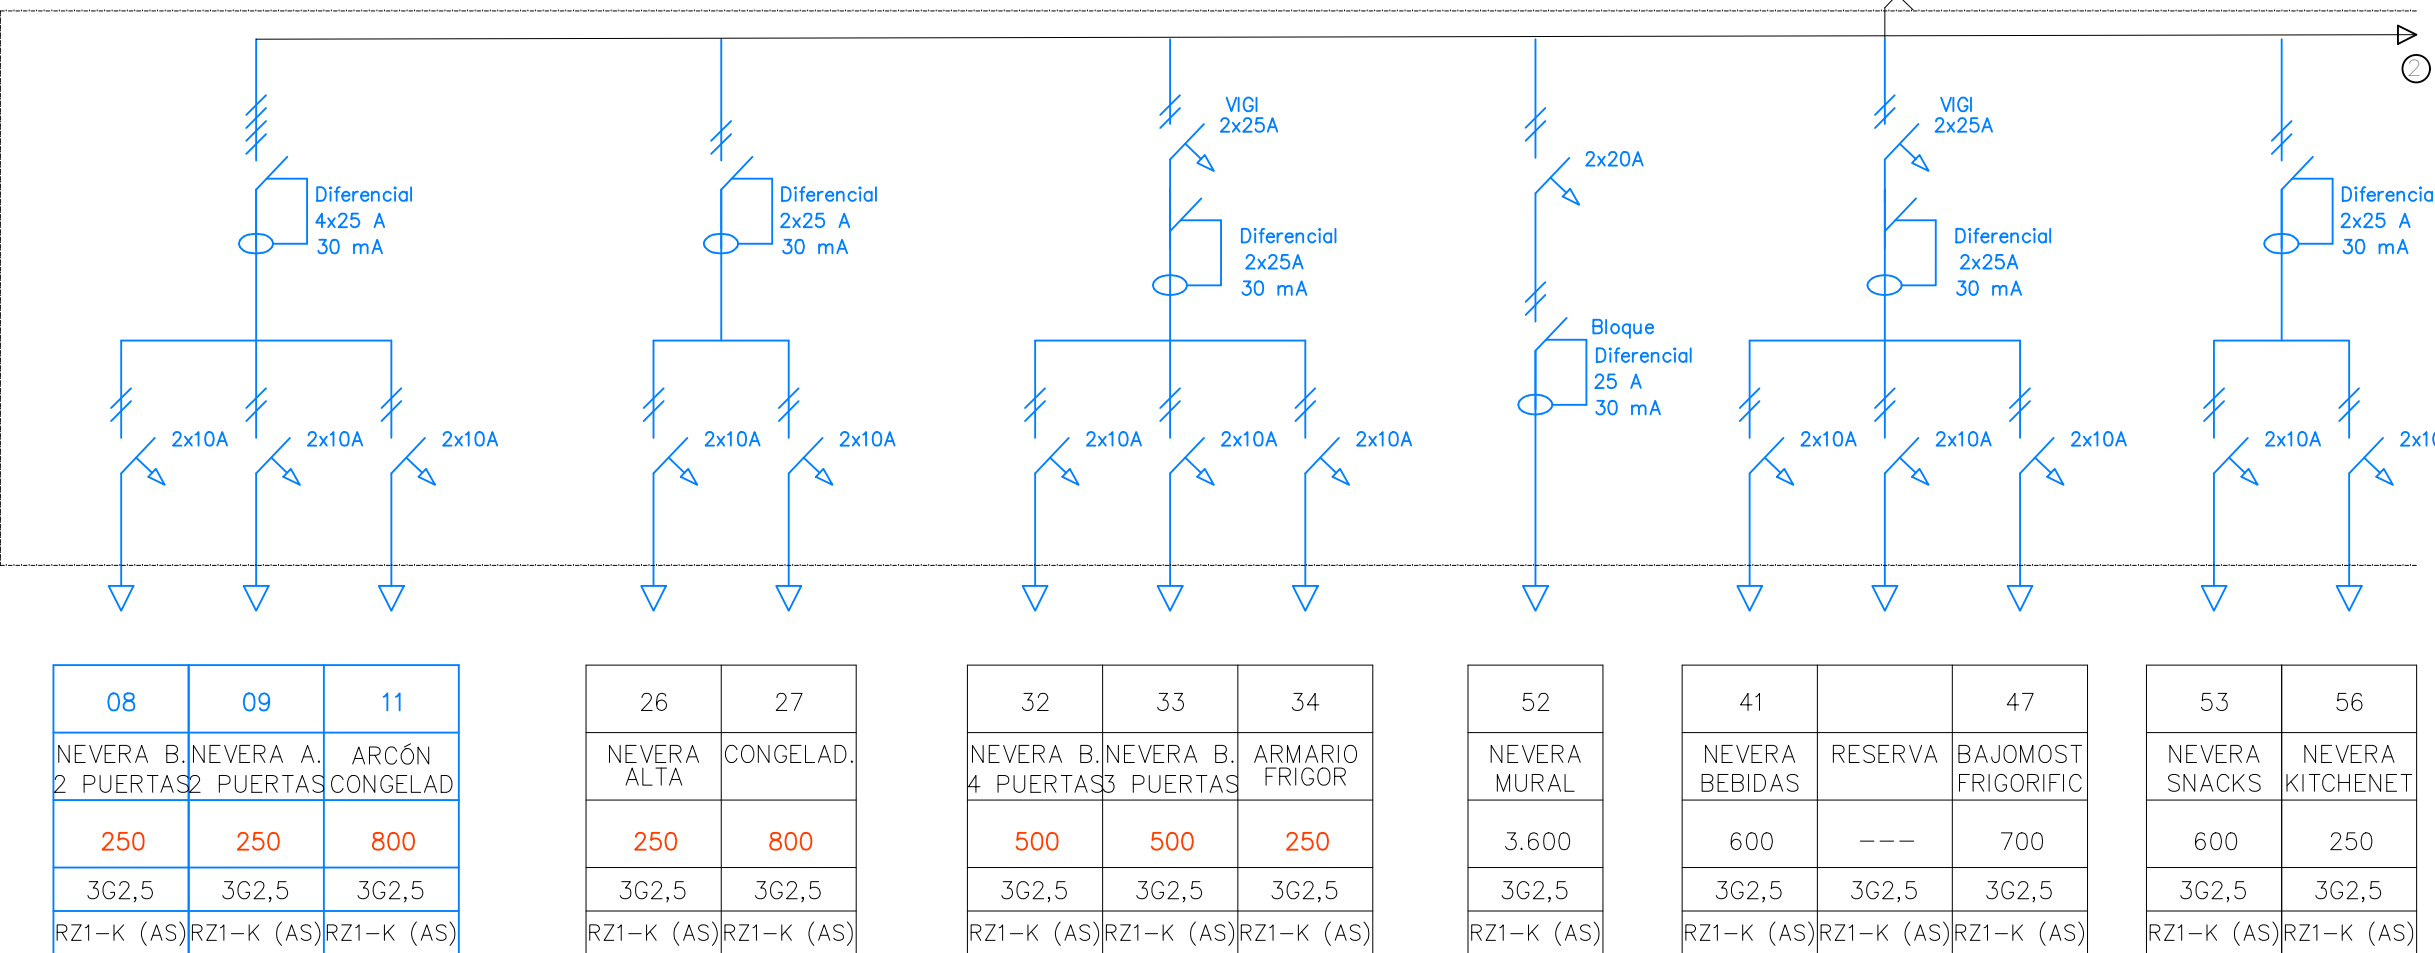 2
VIGI
2x25A
VIGI
2x25A
2x20A
Diferencial
4x25 A
30 mA
Diferencial
2x25 A
30 mA
Diferencial
2x25A
30 mA
Bloque
Diferencial
25 A
30 mA
Diferencial
2x25A
30 mA
Diferencia
2x25 A
30 mA
2x10A 2x10A 2x10A 2x10A 2x10A 2x10A 2x10A 2x10A 2x10A 2x10A 2x10A 2x10A 2x1
08 09 11 26 27 32 33 34 52 41 47 53 56
NEVERA B.
2 PUERTAS
NEVERA A.
2 PUERTAS
ARCÓN
CONGELAD
NEVERA
ALTA
CONGELAD.
NEVERA B.
4 PUERTAS
NEVERA B.
3 PUERTAS
ARMARIO
FRIGOR
NEVERA
MURAL
NEVERA
BEBIDAS
RESERVA
BAJOMOST
FRIGORIFIC
NEVERA
SNACKS
NEVERA
KITCHENET
250 250 800 250 800 500 500 250 3.600 600 --- 700 600 250
3G2,5 3G2,5 3G2,5 3G2,5 3G2,5 3G2,5 3G2,5 3G2,5 3G2,5 3G2,5 3G2,5 3G2,5 3G2,5 3G2,5
RZ1-K (AS) RZ1-K (AS) RZ1-K (AS) RZ1-K (AS) RZ1-K (AS) RZ1-K (AS) RZ1-K (AS) RZ1-K (AS) RZ1-K (AS) RZ1-K (AS) RZ1-K (AS) RZ1-K (AS) RZ1-K (AS) RZ1-K (AS)